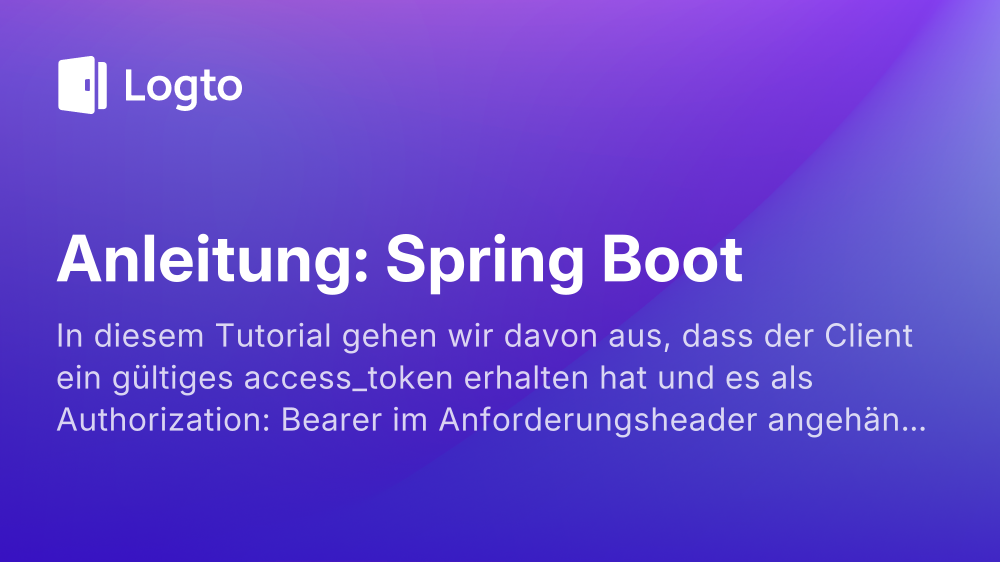 Logto
Anleitung: Spring Boot
In diesem Tutorial gehen wir davon aus, dass der Client
ein gültiges access_token erhalten hat und es als
Authorization: Bearer im Anforderungsheader angehän...